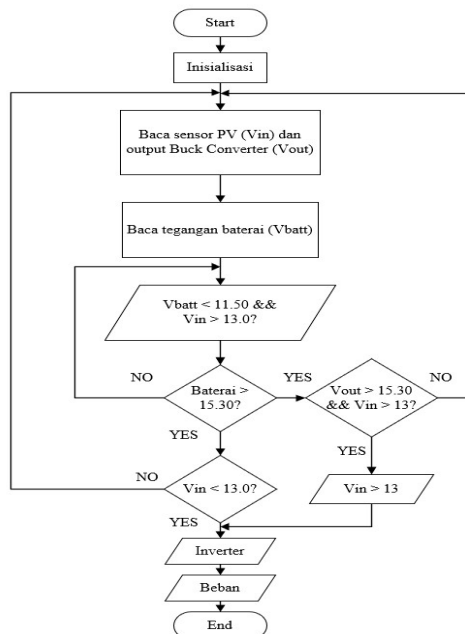 Start
Inisialisasi
Baca sensor PV (Vin) dan
output Buck Converter (Vout)
Baca tegangan baterai (Vbatt)
Vbatt < 11.50 &&
Vin > 13.0?
NO
Baterai >
15.30?
YES
Vout > 15.30
&& Vin > 13?
NO
YES
YES
NO
Vin < 13.0?
Vin > 13
YES
Inverter
Beban
End